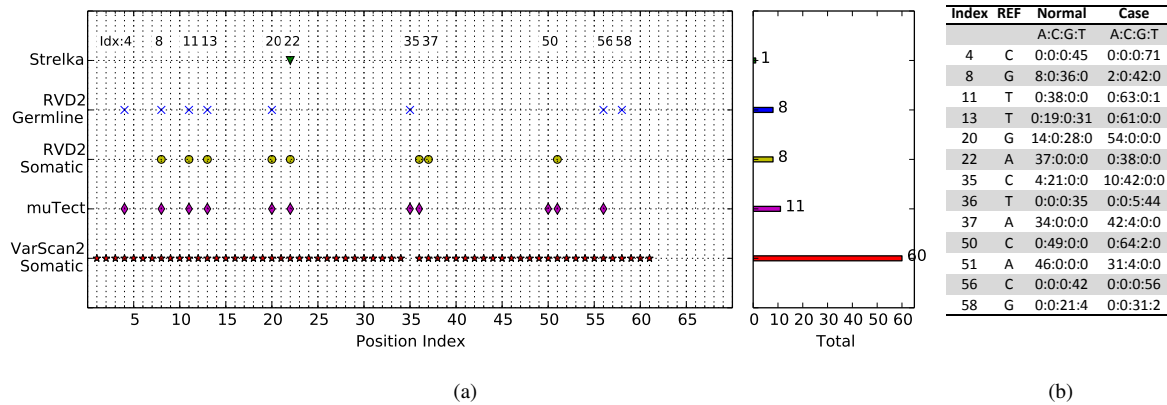 Idx:4 8 11 13 20 22 35 37 50 56 58
Strelka
RVD2
Germline
RVD2
Somatic
muTect
VarScan2
Somatic
5 10 15 20 25 30 35 40 45 50 55 60 65
Position Index
1
8
8
11
60
0 10 20 30 40 50 60
Total
Index REF Normal Case
A:C:G:T A:C:G:T
4 C 0:0:0:45 0:0:0:71
8 G 8:0:36:0 2:0:42:0
11 T 0:38:0:0 0:63:0:1
13 T 0:19:0:31 0:61:0:0
20 G 14:0:28:0 54:0:0:0
22 A 37:0:0:0 0:38:0:0
35 C 4:21:0:0 10:42:0:0
36 T 0:0:0:35 0:0:5:44
37 A 34:0:0:0 42:4:0:0
50 C 0:49:0:0 0:64:2:0
51 A 46:0:0:0 31:4:0:0
56 C 0:0:0:42 0:0:0:56
58 G 0:0:21:4 0:0:31:2
(a)
(b)